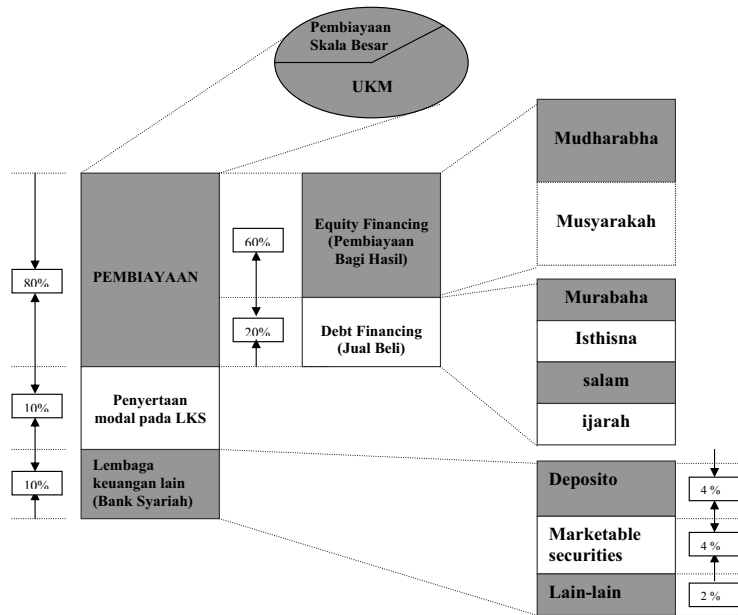 Pembiayaan
Skala Besar
UKM
80%
10%
10%
PEMBIAYAAN
Penyertaan
modal pada LKS
Lembaga
keuangan lain
(Bank Syariah)
60%
20%
Equity Financing
(Pembiayaan
Bagi Hasil)
Debt Financing
(Jual Beli)
Mudharabha
Musyarakah
Murabaha
Isthisna
salam
ijarah
Deposito
Marketable
securities
Lain-lain
4 %
4 %
2 %